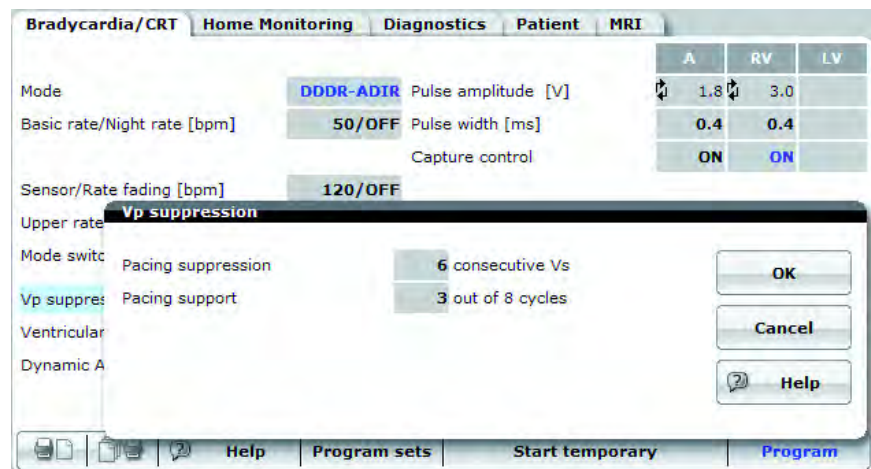 Bradycardia/CRT Home Monitoring Diagnostics Patient MRI
A RV LV
Mode DDDR-ADIR Pulse amplitude [V] 1.8 3.0
Basic rate/Night rate [bpm] 50/OFF Pulse width [ms] 0.4 0.4
Capture control ON ON
Sensor/Rate fading [bpm] 120/OFF
Upper rate
Mode switc
Vp suppres
Ventricular
Dynamic A
Vp suppression
Pacing suppression 6 consecutive Vs
Pacing support 3 out of 8 cycles
OK
Cancel
Help
Help Program sets Start temporary Program